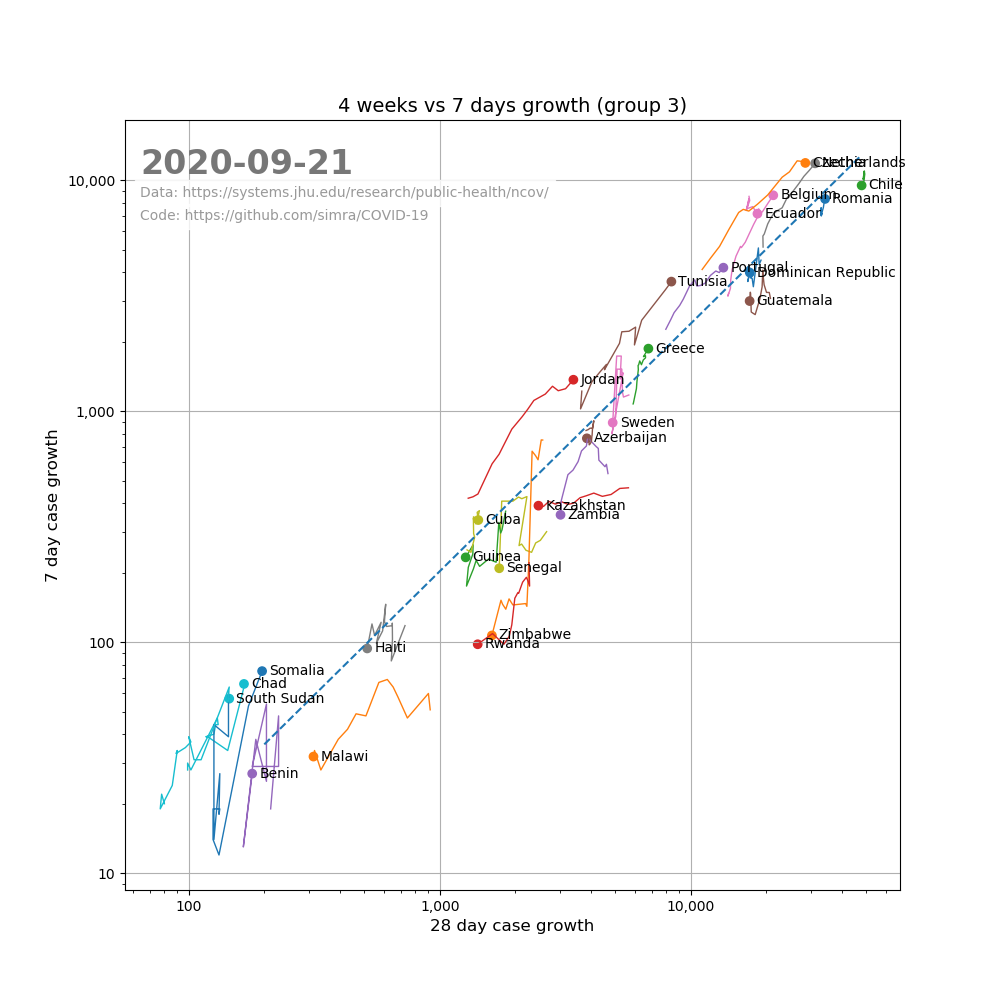 4 weeks vs 7 days growth (group 3)
2020-09-21
Data: https://systems.jhu.edu/research/public-health/ncov/
Code: https://github.com/simra/COVID-19
7 day case growth
10,000
1,000
100
10
Czechia
Netherlands
Chile
Belgium
Romania
Ecuador
Portugal
Dominican Republic
Tunisia
Guatemala
Greece
Jordan
Sweden
Azerbaijan
Kazakhstan
Zambia
Cuba
Guinea
Senegal
Zimbabwe
Rwanda
Haiti
Somalia
Chad
South Sudan
Malawi
Benin
100
1,000
10,000
28 day case growth